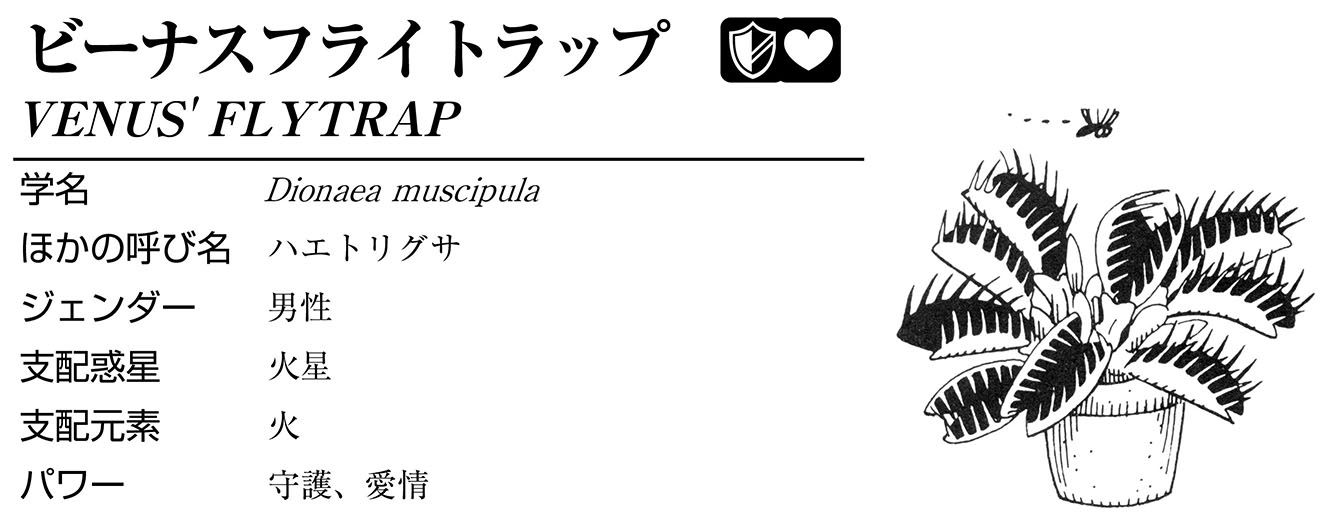 ビーナスフライトラップ
VENUS' FLYTRAP
学名 Dionaea muscipula
ほかの呼び名 ハエトリグサ
ジェンダー 男性
支配惑星 火星
支配元素 火
パワー 守護、愛情